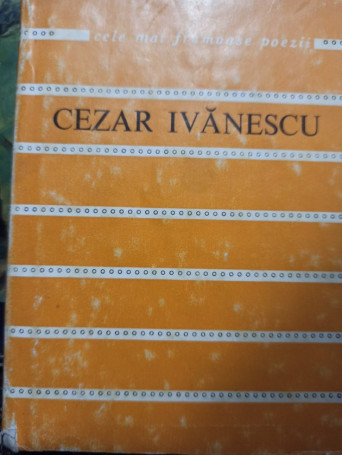 cele mai frumoase poezii
CEZAR IVĂNESCU